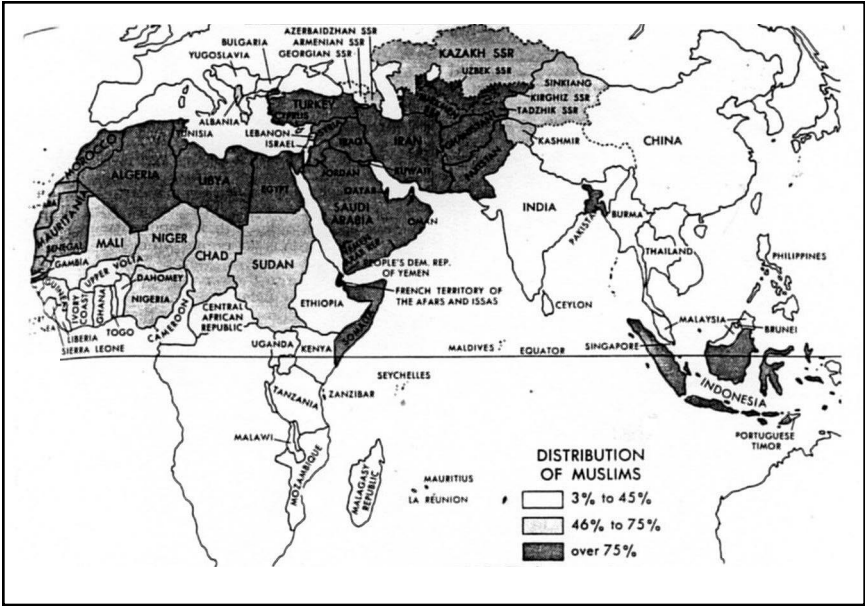 AZERBAIDZHAN SSR
ARMENIAN SSR
GEORGIAN SSR
BULGARIA
YUGOSLAVIA
KAZAKH SSR
UZBEK SSR
SINKIANG
KIRGHIZ SSR
TADZHIK SSR
TURKEY
CYPRUS
ALBANIA
TUNISIA
LEBANON
ISRAEL
IRAQ
IRAN
KASHMIR
CHINA
MOROCCO
ALGERIA
LIBYA
EGYPT
JORDAN
KUWAIT
PAKISTAN
QATAR
SAUDI
ARABIA
OMAN
INDIA
PAKISTAN
BURMA
MAURITANIA
SENEGAL
GAMBIA
MALI
NIGER
CHAD
SUDAN
YEMEN
ARAB REP.
PEOPLE'S DEM. REP.
OF YEMEN
THAILAND
PHILIPPINES
GUINEA
UPPER VOLTA
DAHOMEY
NIGERIA
IVORY
COAST
GHANA
TOGO
CAMEROON
CENTRAL
AFRICAN
REPUBLIC
ETHIOPIA
FRENCH TERRITORY OF
THE AFARS AND ISSAS
SOMALI
CEYLON
LIBERIA
SIERRA LEONE
UGANDA
KENYA
MALDIVES
EQUATOR
SINGAPORE
MALAYSIA
BRUNEI
INDONESIA
TANZANIA
ZANZIBAR
SEYCHELLES
MALAWI
MOZAMBIQUE
MALAGASY
REPUBLIC
MAURITIUS
LA RÉUNION
PORTUGUESE
TIMOR
DISTRIBUTION
OF MUSLIMS
3% to 45%
46% to 75%
over 75%